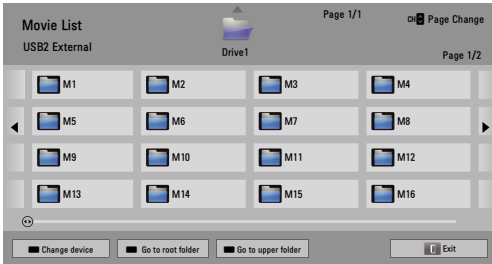 Movie List
USB2 External
Drive1
Page 1/1
CH Page Change
Page 1/2
M1 M2 M3 M4
M5 M6 M7 M8
M9 M10 M11 M12
M13 M14 M15 M16
Change device Go to root folder Go to upper folder Exit